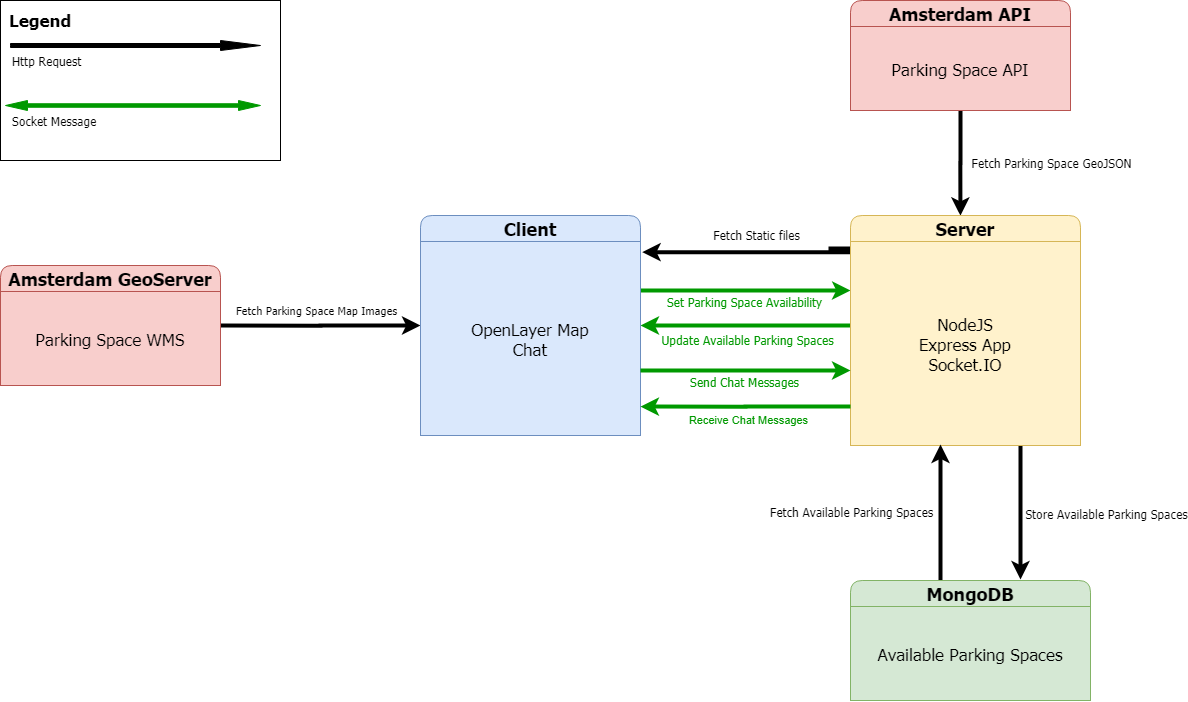 Legend
Http Request
Socket Message
Amsterdam API
Parking Space API
Fetch Parking Space GeoJSON
Client
Fetch Static files
Server
Amsterdam GeoServer
Parking Space WMS
Fetch Parking Space Map Images
OpenLayer Map
Chat
Set Parking Space Availability
Update Available Parking Spaces
Send Chat Messages
Receive Chat Messages
NodeJS
Express App
Socket.IO
Fetch Available Parking Spaces
Store Available Parking Spaces
MongoDB
Available Parking Spaces